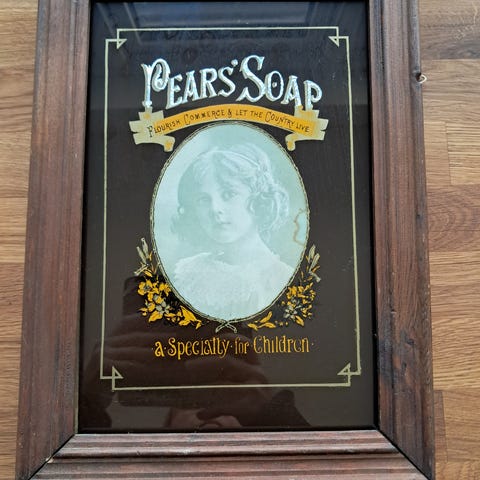 PEARS' SOAP
FLOURISH COMMERCE & LET THE COUNTRY LIVE
a Specialty for Children